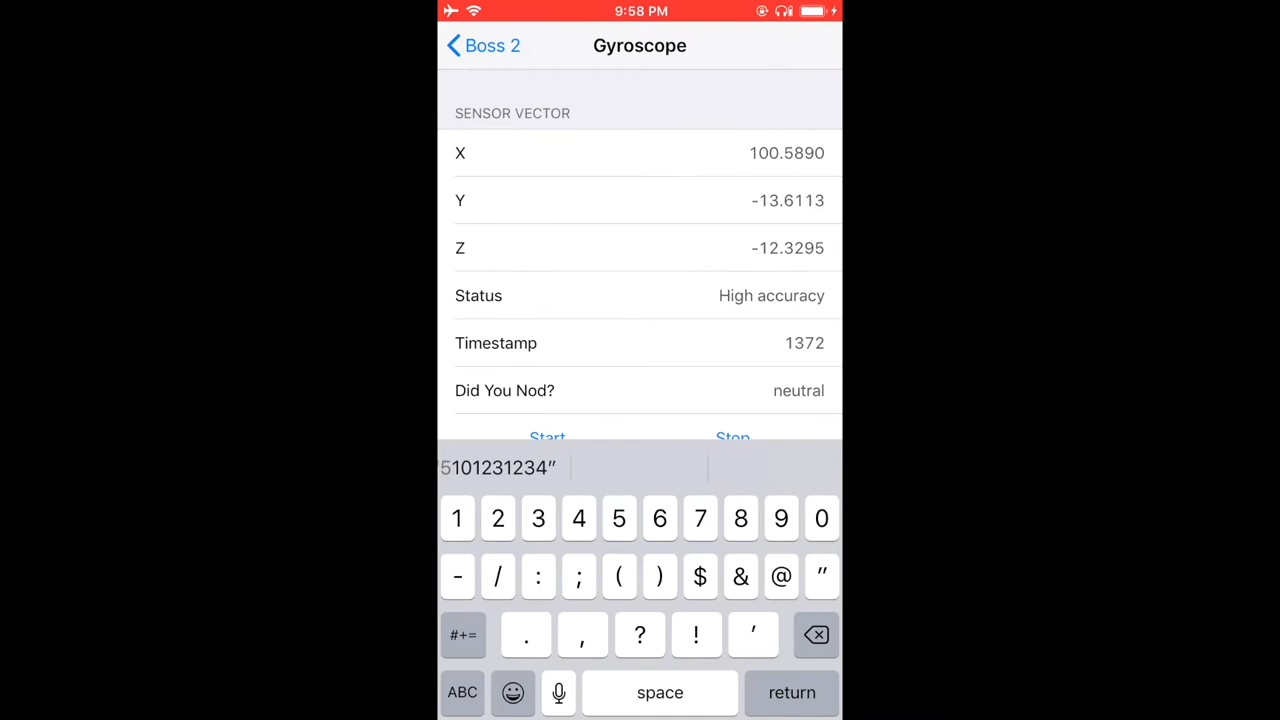 9:58 PM
Boss 2 Gyroscope
SENSOR VECTOR
X 100.5890
Y -13.6113
Z -12.3295
Status High accuracy
Timestamp 1372
Did You Nod? neutral
Start Stop
5101231234”
1 2 3 4 5 6 7 8 9 0
- / : ; ( ) $ & @ ”
#+= . , ? ! ’
ABC space return